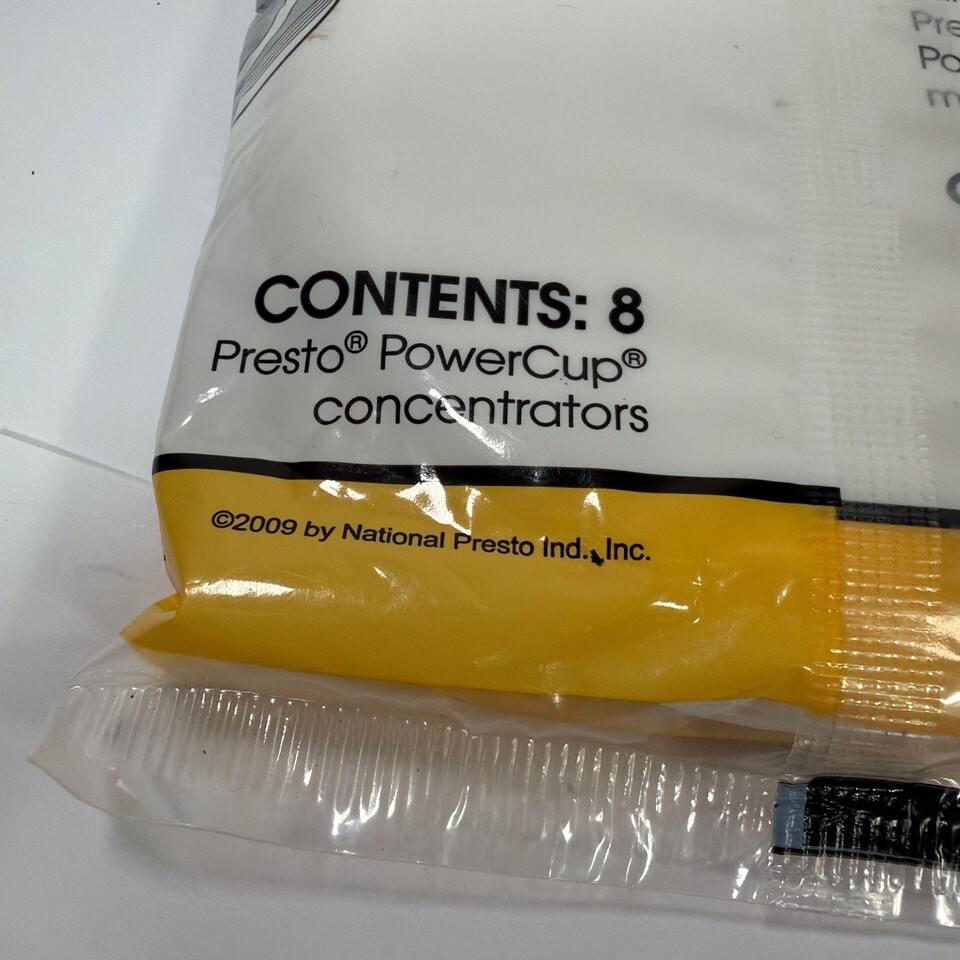 CONTENTS: 8
Presto® PowerCup®
concentrators
©2009 by National Presto Ind., Inc.